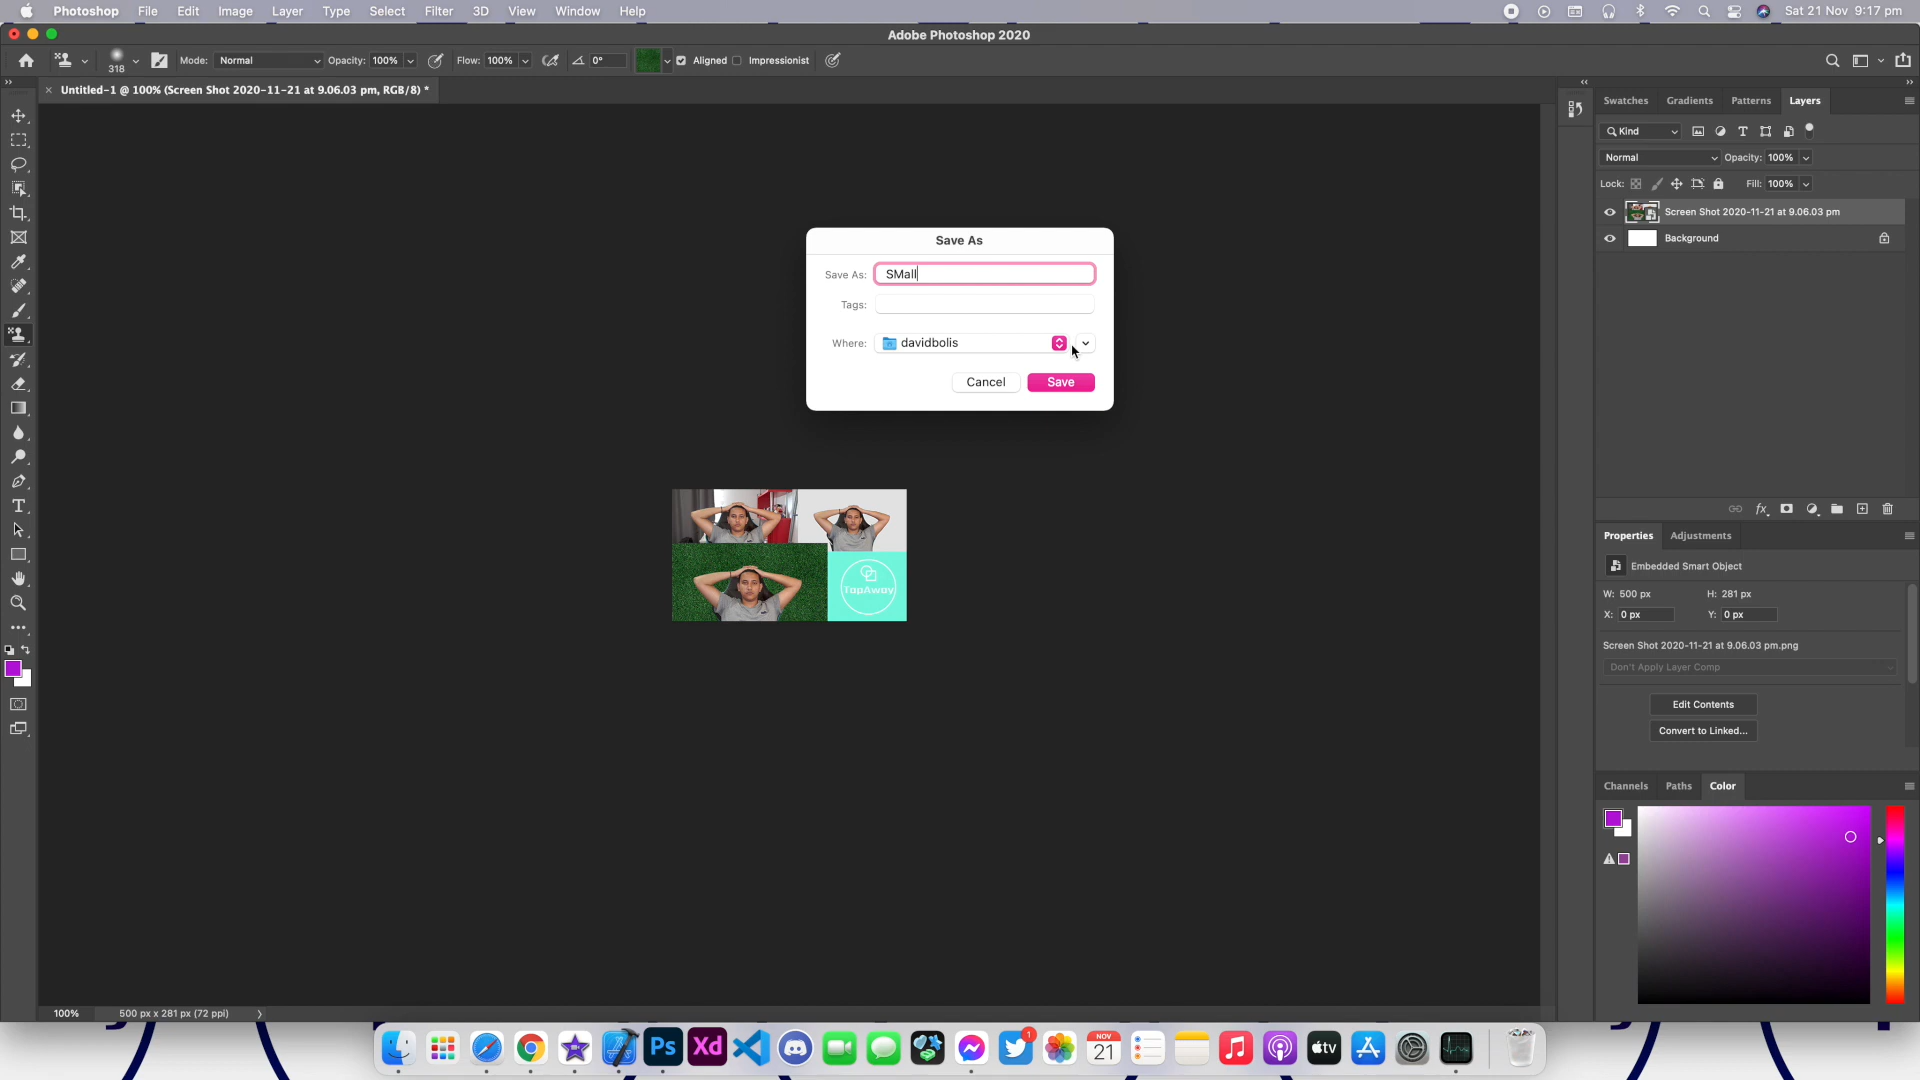 Photoshop File Edit Image Layer Type Select Filter 3D View Window Help Sat 21 Nov 9:17 pm
Adobe Photoshop 2020
318 Mode: Normal Opacity: 100% Flow: 100% 0° Aligned Impressionist
Untitled-1 @ 100% (Screen Shot 2020-11-21 at 9.06.03 pm, RGB/8) *
Swatches Gradients Patterns Layers
Kind
Normal Opacity: 100%
Lock: Fill: 100%
Screen Shot 2020-11-21 at 9.06.03 pm
Background
Save As
Save As: SMall
Tags:
Where: davidbolis
Cancel Save
TapAway
fx
Properties Adjustments
Embedded Smart Object
W: 500 px H: 281 px
X: 0 px Y: 0 px
Screen Shot 2020-11-21 at 9.06.03 pm.png
Don't Apply Layer Comp
Edit Contents
Convert to Linked...
Channels Paths Color
100% 500 px x 281 px (72 ppi)
Ps Xd NOV 21 1 tv